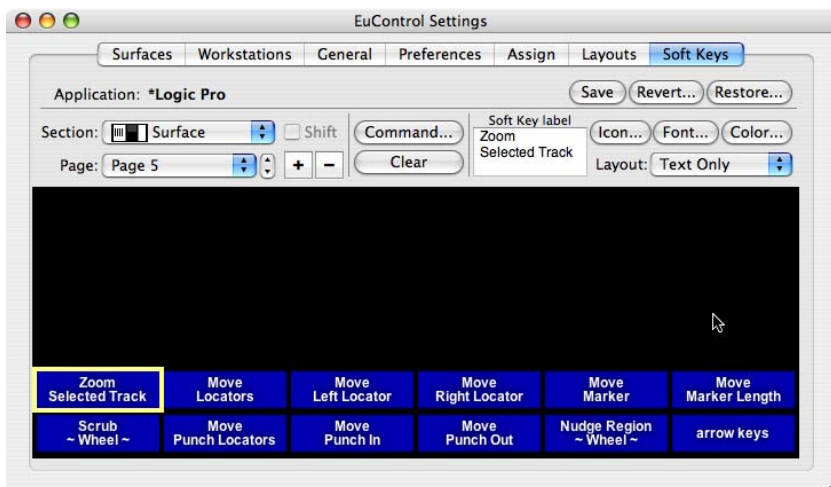 EuControl Settings
Surfaces Workstations General Preferences Assign Layouts Soft Keys
Application: *Logic Pro
Save Revert... Restore...
Section: Surface Shift Command...
Soft Key label
Zoom
Selected Track
Icon... Font... Color...
Page: Page 5 + − Clear
Layout: Text Only
Zoom
Selected Track
Move
Locators
Move
Left Locator
Move
Right Locator
Move
Marker
Move
Marker Length
Scrub
~ Wheel ~
Move
Punch Locators
Move
Punch In
Move
Punch Out
Nudge Region
~ Wheel ~
arrow keys